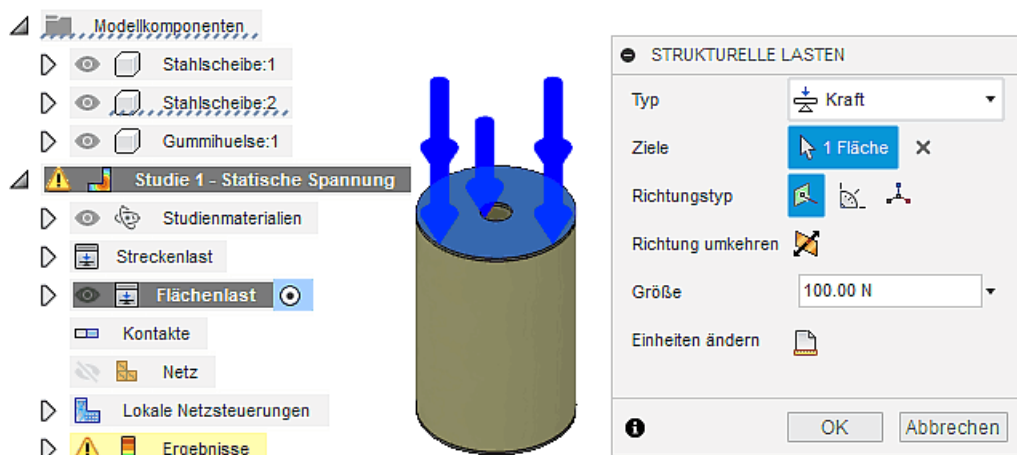 Modellkomponenten
Stahlscheibe:1
Stahlscheibe:2
Gummihuelse:1
Studie 1 - Statische Spannung
Studienmaterialien
Streckenlast
Flächenlast
Kontakte
Netz
Lokale Netzsteuerungen
Ergebnisse
STRUKTURELLE LASTEN
Typ Kraft
Ziele 1 Fläche
Richtungstyp
Richtung umkehren
Größe 100.00 N
Einheiten ändern
OK Abbrechen